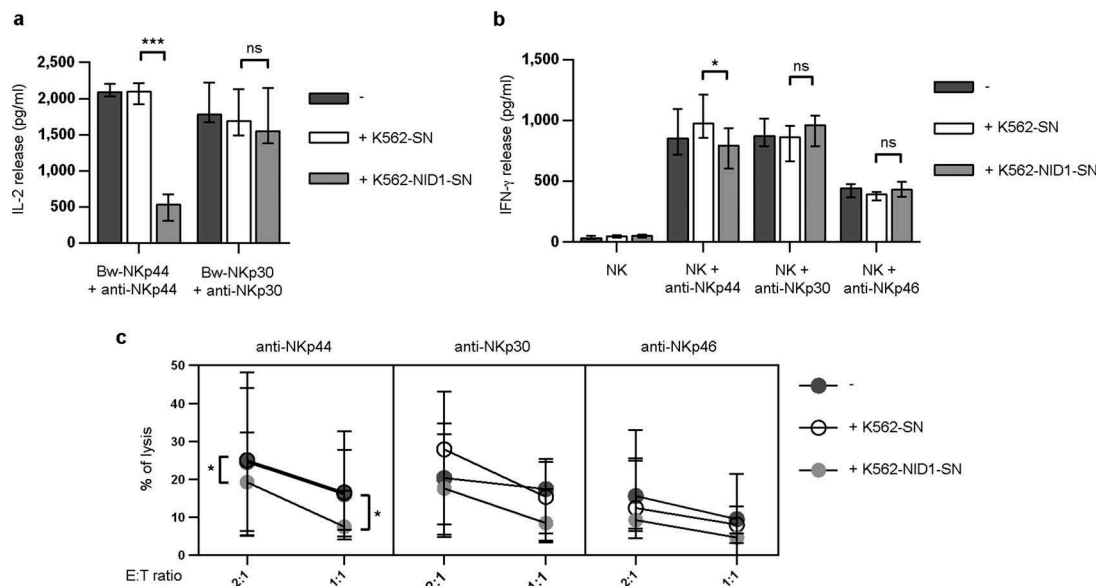 a
***
ns
2,500
2,000
1,500
1,000
500
0
IL-2 release (pg/ml)
Bw-NKp44
+ anti-NKp44
Bw-NKp30
+ anti-NKp30
-
+ K562-SN
+ K562-NID1-SN
b
*
ns
ns
1,500
1,000
500
0
IFN-γ release (pg/ml)
NK
NK +
anti-NKp44
NK +
anti-NKp30
NK +
anti-NKp46
-
+ K562-SN
+ K562-NID1-SN
c
anti-NKp44
anti-NKp30
anti-NKp46
50
40
30
20
10
0
% of lysis
*
*
E:T ratio
2:1
1:1
2:1
1:1
2:1
1:1
-
+ K562-SN
+ K562-NID1-SN